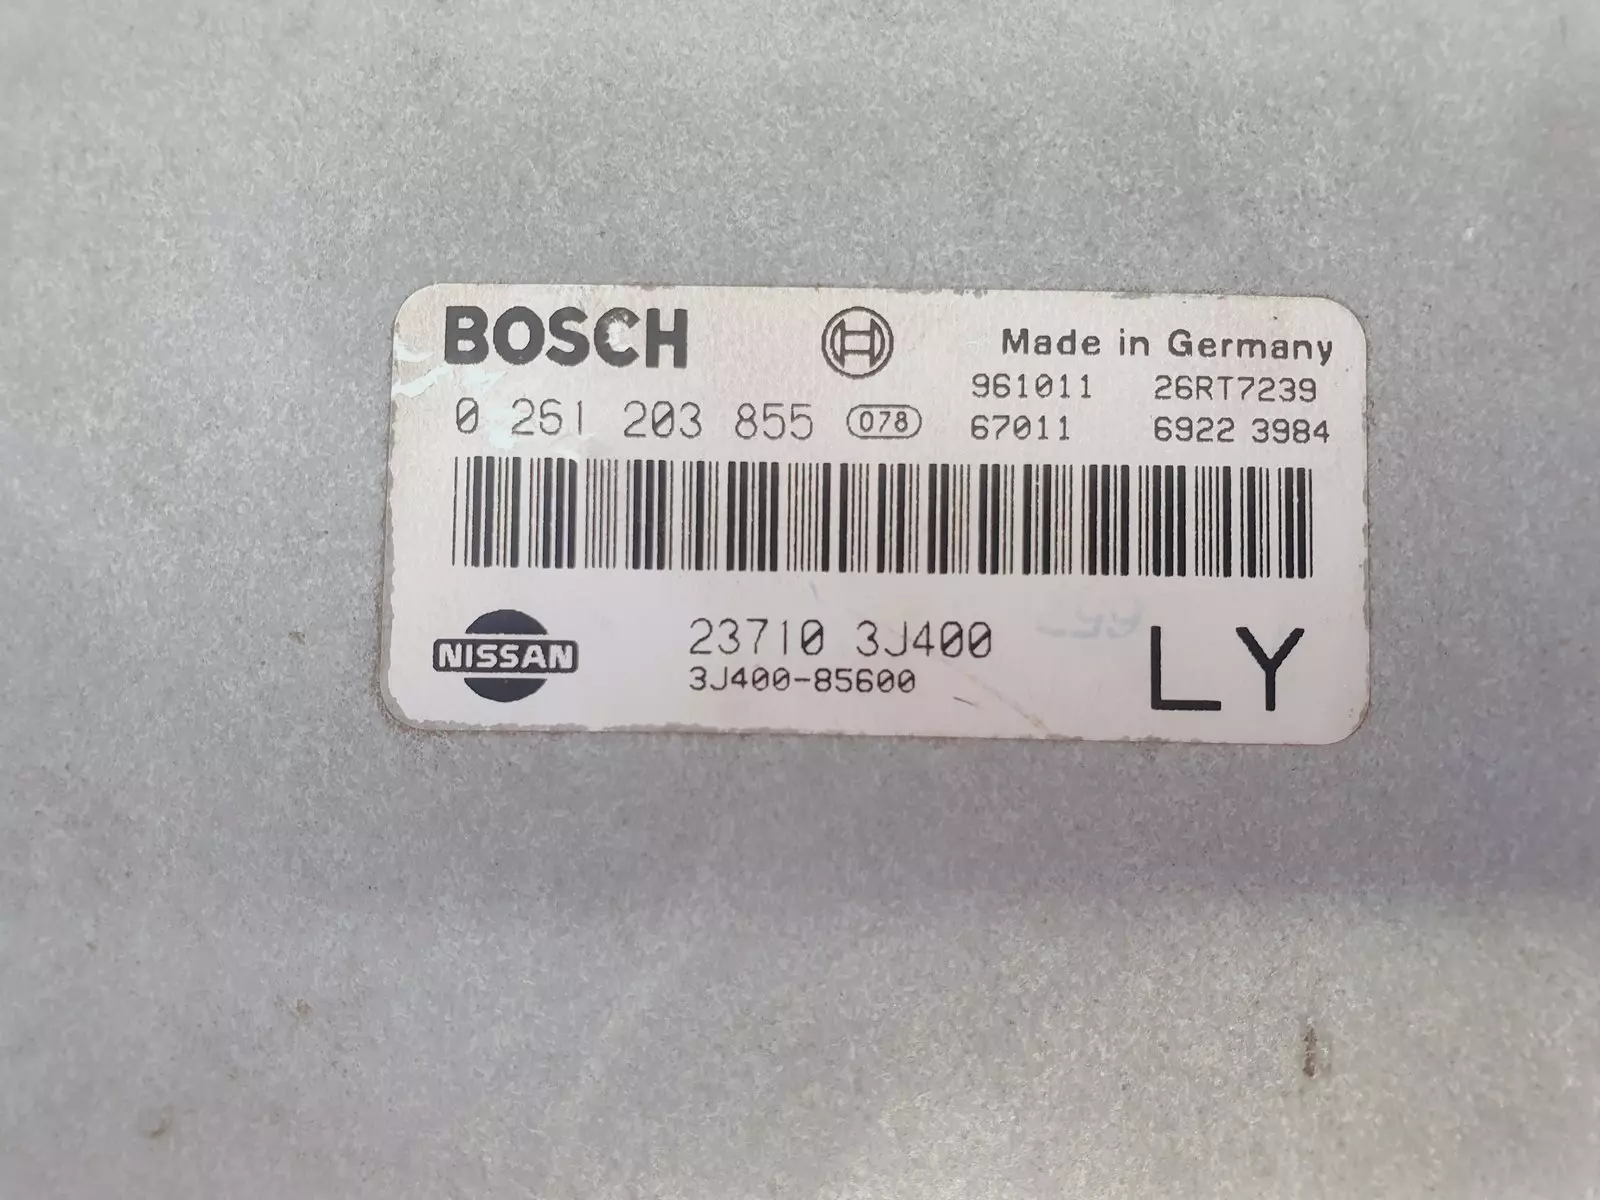 BOSCH
Made in Germany
961011 26RT7239
0 261 203 855 078 67011 6922 3984
NISSAN
23710 3J400
3J400-85600
LY